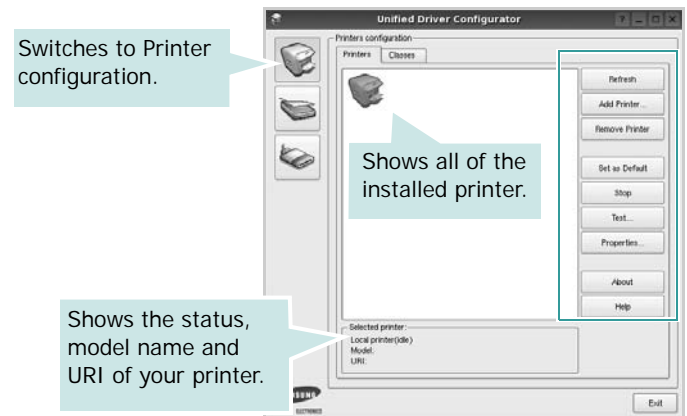 Unified Driver Configurator
Switches to Printer
configuration.
Printers configuration
Printers
Classes
Refresh
Add Printer...
Remove Printer
Set as Default
Stop
Test...
Properties...
About
Help
Shows all of the
installed printer.
Shows the status,
model name and
URI of your printer.
Selected printer:
Local printer(idle)
Model:
URI:
ELECTRONICS
Exit